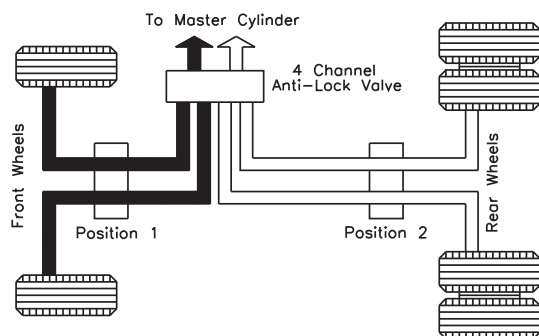 To Master Cylinder
4 Channel
Anti-Lock Valve
Front Wheels
Position 1
Position 2
Rear Wheels